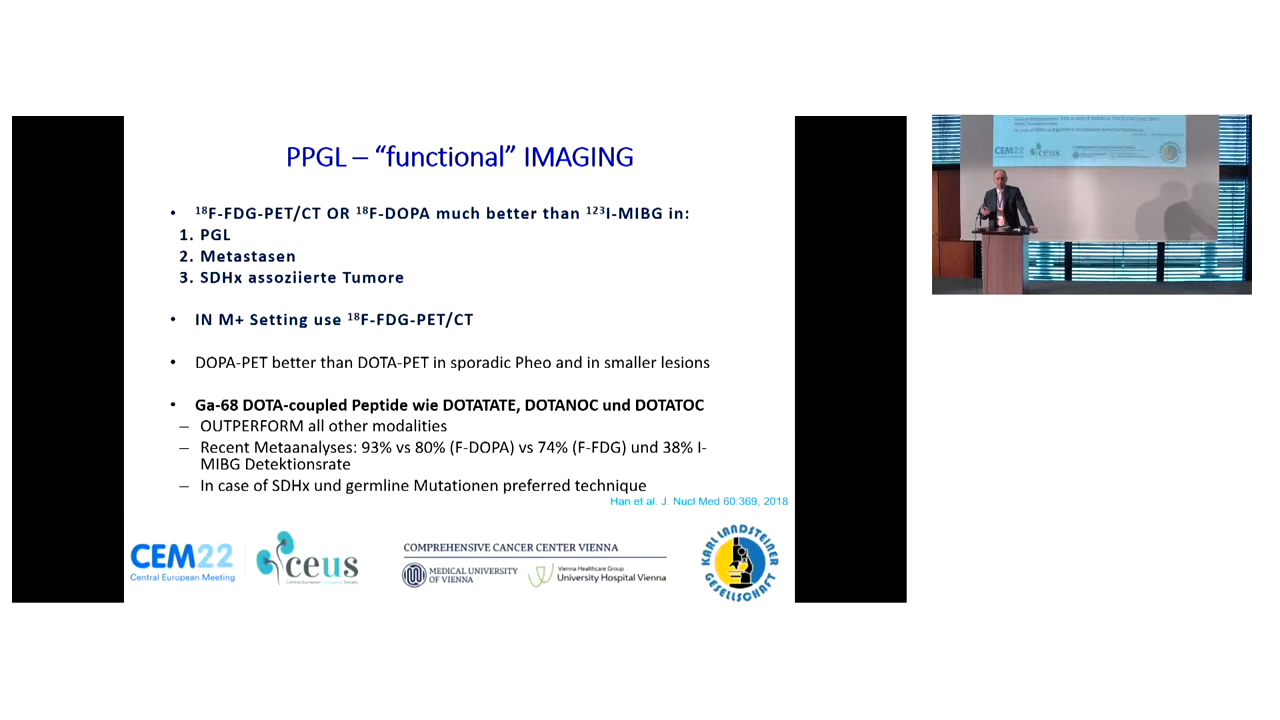 PPGL – “functional” IMAGING
• ¹⁸F-FDG-PET/CT OR ¹⁸F-DOPA much better than ¹²³I-MIBG in:
1. PGL
2. Metastasen
3. SDHx assoziierte Tumore
• IN M+ Setting use ¹⁸F-FDG-PET/CT
• DOPA-PET better than DOTA-PET in sporadic Pheo and in smaller lesions
• Ga-68 DOTA-coupled Peptide wie DOTATATE, DOTANOC und DOTATOC
– OUTPERFORM all other modalities
– Recent Metaanalyses: 93% vs 80% (F-DOPA) vs 74% (F-FDG) und 38% I-
MIBG Detektionsrate
– In case of SDHx und germline Mutationen preferred technique
Han et al. J. Nucl Med 60:369, 2018
CEM22
Central European Meeting
ceus
COMPREHENSIVE CANCER CENTER VIENNA
MEDICAL UNIVERSITY
OF VIENNA
Vienna Healthcare Group
University Hospital Vienna
KARL LANDSTEINER
GESELLSCHAFT
CEM22
ceus